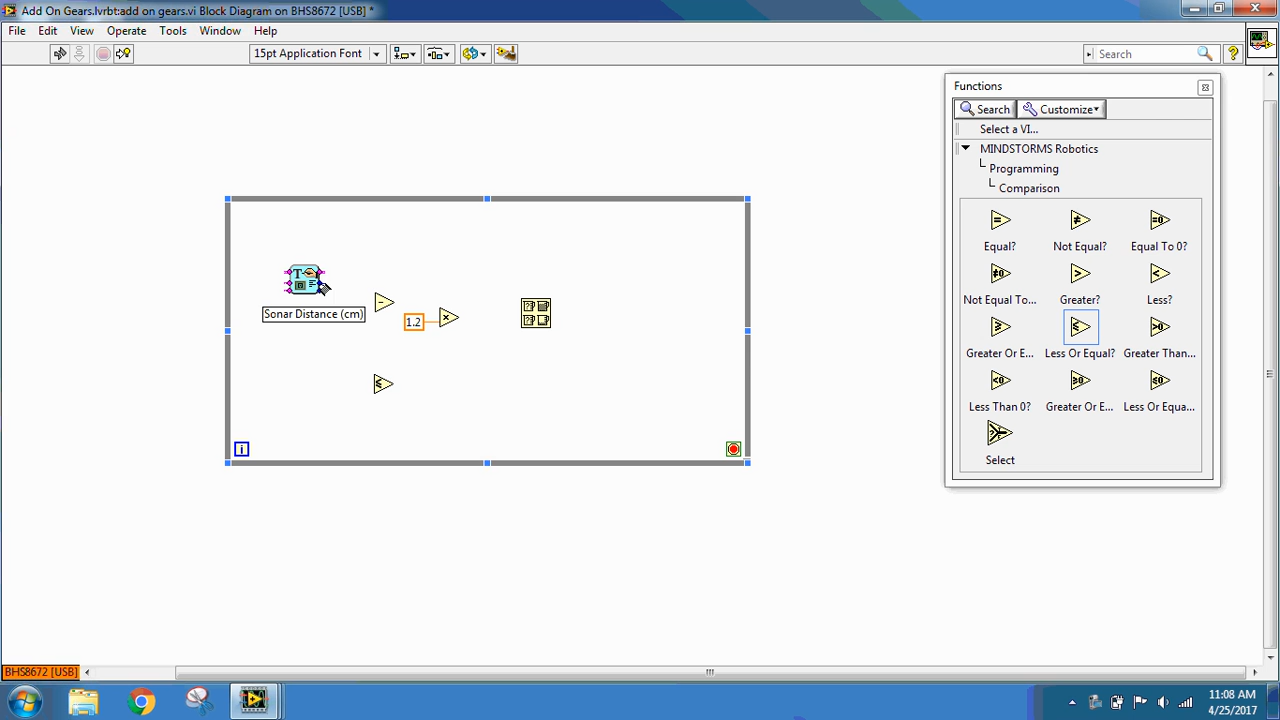 Add On Gears.lvrbt:add on gears.vi Block Diagram on BHS8672 [USB] *
File Edit View Operate Tools Window Help
15pt Application Font
Search
?
Functions
Search Customize
Select a VI...
MINDSTORMS Robotics
Programming
Comparison
Equal? Not Equal? Equal To 0?
Not Equal To... Greater? Less?
Greater Or E... Less Or Equal? Greater Than...
Less Than 0? Greater Or E... Less Or Equa...
Select
Sonar Distance (cm)
1.2
i
BHS8672 [USB]
11:08 AM
4/25/2017